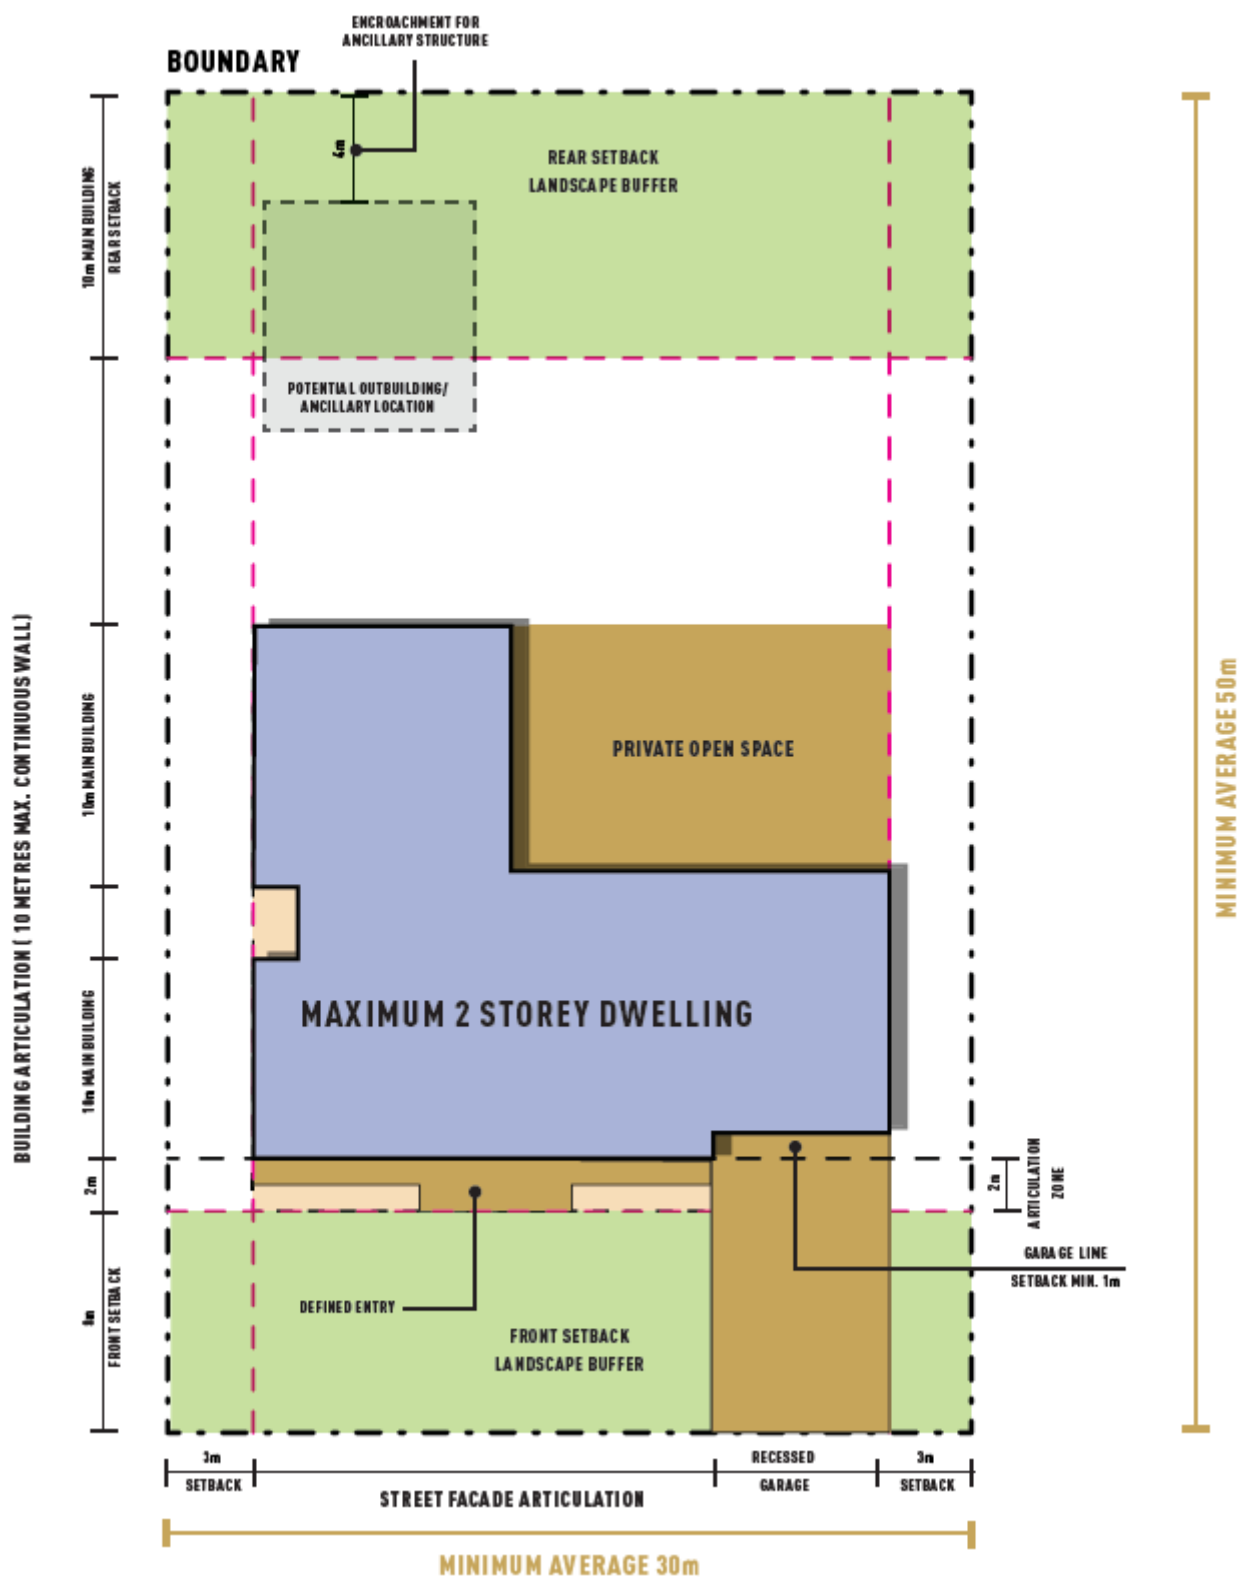 ENCROACHMENT FOR
ANCILLARY STRUCTURE
BOUNDARY
4m
REAR SETBACK
LANDSCAPE BUFFER
10m MAIN BUILDING
REAR SETBACK
POTENTIAL OUTBUILDING/
ANCILLARY LOCATION
BUILDING ARTICULATION ( 10 METRES MAX. CONTINUOUS WALL)
10m MAIN BUILDING
PRIVATE OPEN SPACE
MINIMUM AVERAGE 50m
MAXIMUM 2 STOREY DWELLING
10m MAIN BUILDING
2m
2m
ARTICULATION
ZONE
GARAGE LINE
SETBACK MIN. 1m
DEFINED ENTRY
8m
FRONT SETBACK
FRONT SETBACK
LANDSCAPE BUFFER
3m
SETBACK
STREET FACADE ARTICULATION
RECESSED
GARAGE
3m
SETBACK
MINIMUM AVERAGE 30m